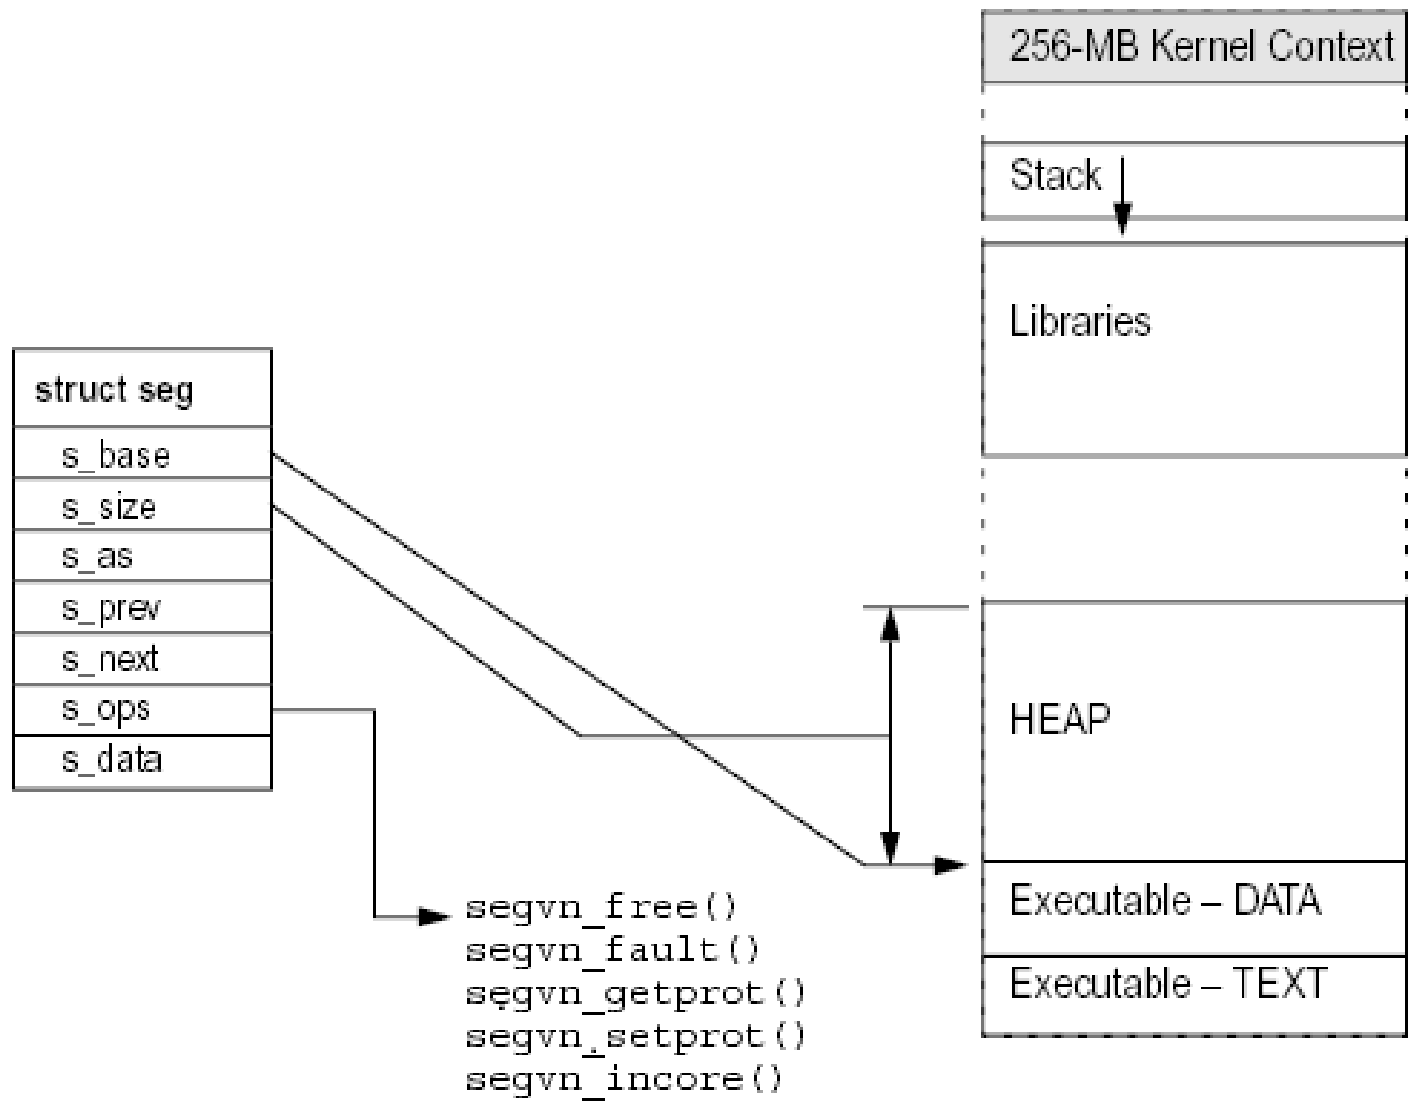 256-MB Kernel Context
Stack
Libraries
struct seg
s_base
s_size
s_as
s_prev
s_next
s_ops
s_data
HEAP
Executable – DATA
Executable – TEXT
segvn_free()
segvn_fault()
segvn_getprot()
segvn_setprot()
segvn_incore()